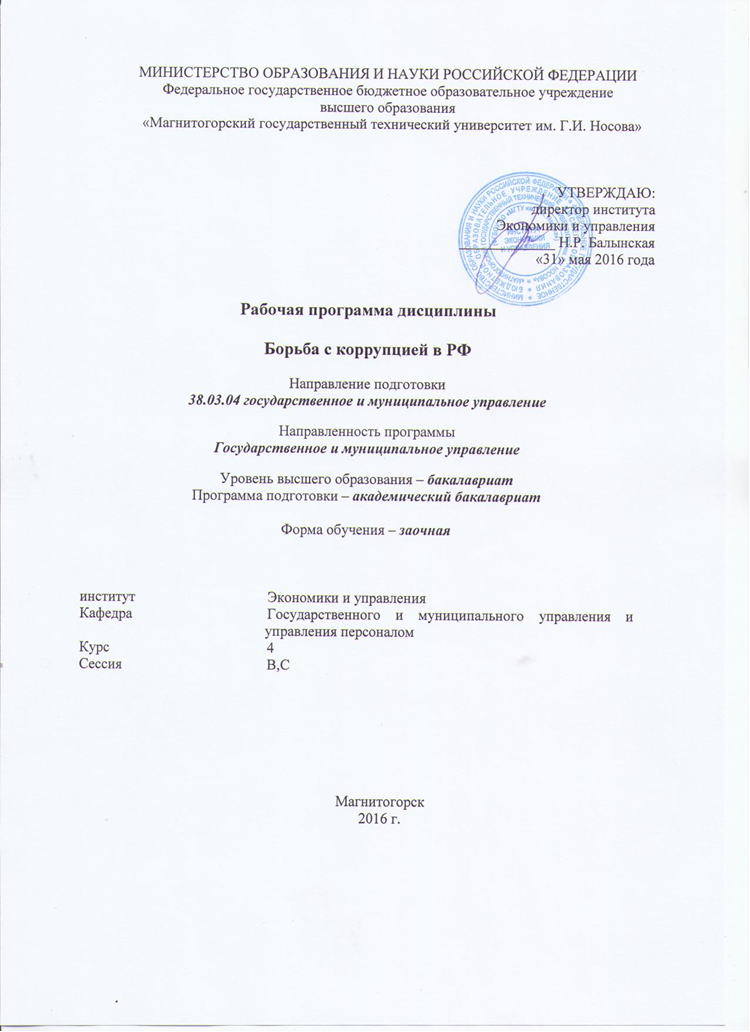 МИНИСТЕРСТВО ОБРАЗОВАНИЯ И НАУКИ РОССИЙСКОЙ ФЕДЕРАЦИИ
Федеральное государственное бюджетное образовательное учреждение
высшего образования
«Магнитогорский государственный технический университет им. Г.И. Носова»
УТВЕРЖДАЮ:
директор института
Экономики и управления
Н.Р. Балынская
«31» мая 2016 года
Рабочая программа дисциплины
Борьба с коррупцией в РФ
Направление подготовки
38.03.04 государственное и муниципальное управление
Направленность программы
Государственное и муниципальное управление
Уровень высшего образования – бакалавриат
Программа подготовки – академический бакалавриат
Форма обучения – заочная
институт Экономики и управления
Кафедра Государственного и муниципального управления и
управления персоналом
Курс 4
Сессия В,С
Магнитогорск
2016 г.